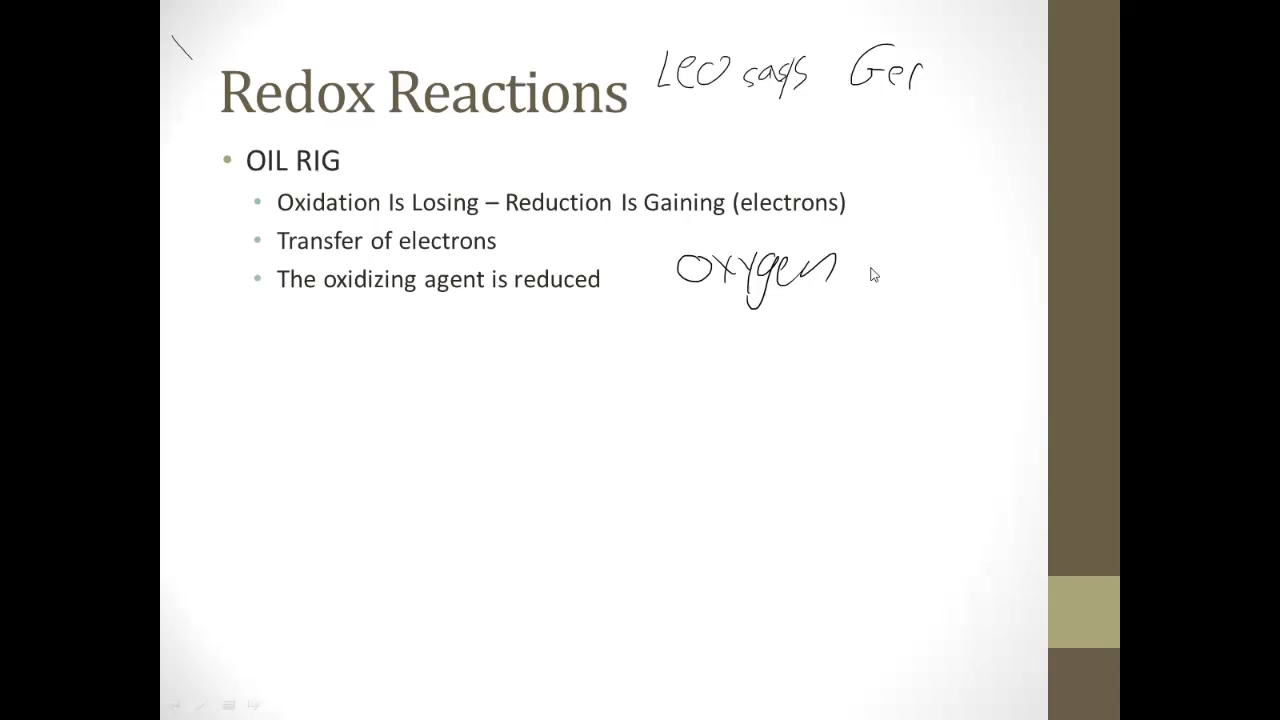 Redox Reactions
LEO says Ger
• OIL RIG
• Oxidation Is Losing – Reduction Is Gaining (electrons)
• Transfer of electrons
• The oxidizing agent is reduced
oxygen